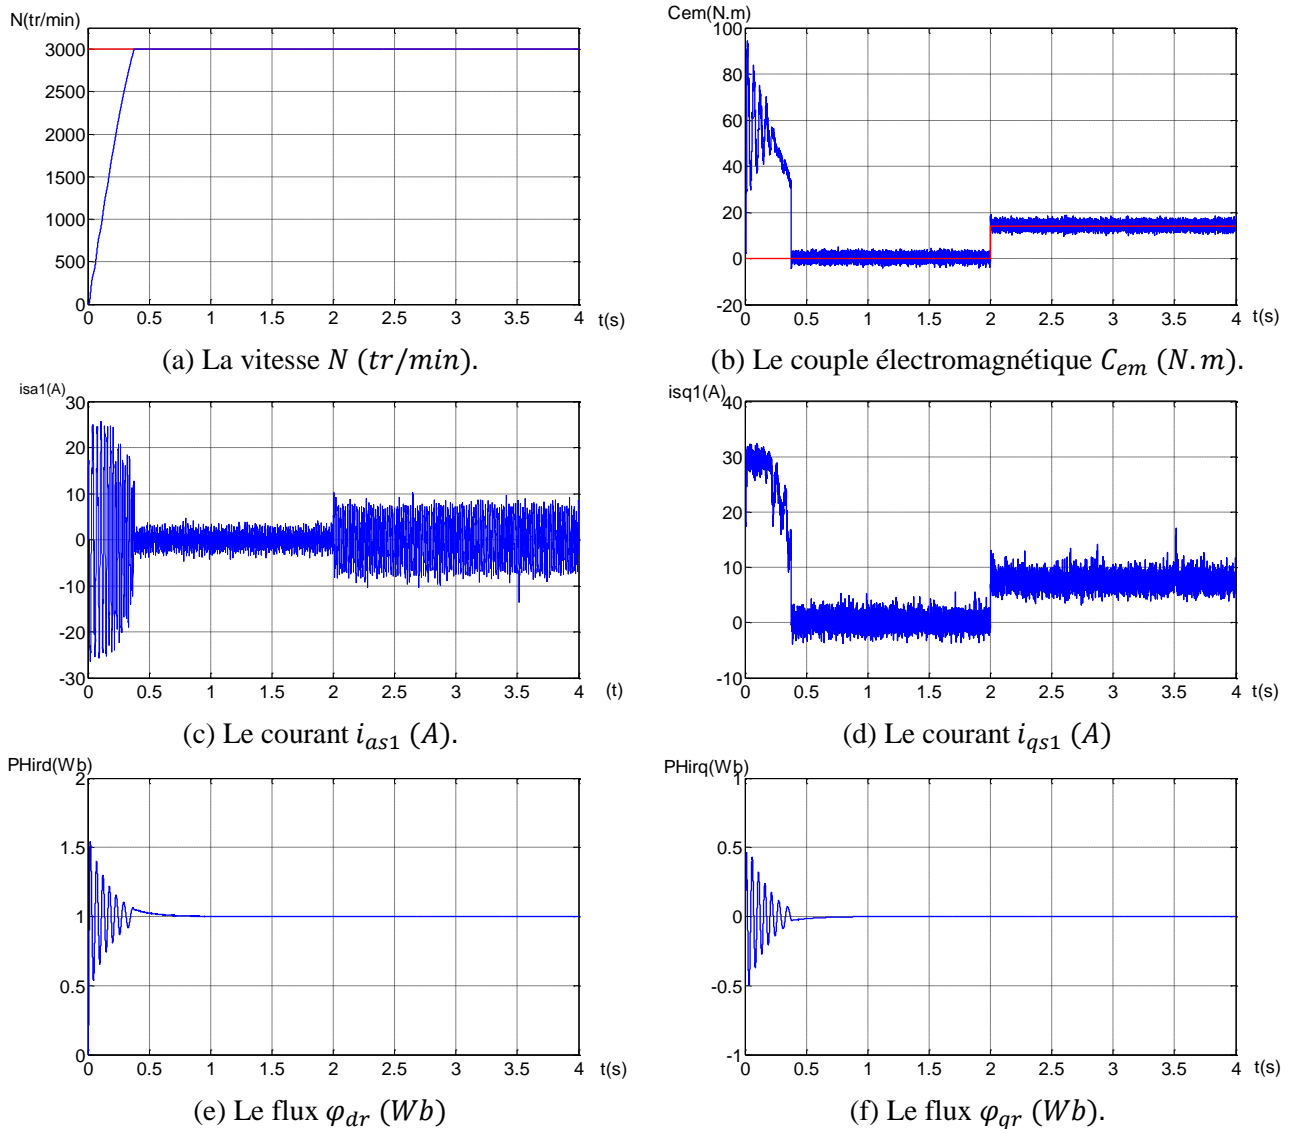 N(tr/min)
3000
2500
2000
1500
1000
500
0
0 0.5 1 1.5 2 2.5 3 3.5 4 t(s)
(a) La vitesse N (tr/min).
Cem(N.m)
100
80
60
40
20
0
-20
0 0.5 1 1.5 2 2.5 3 3.5 4 t(s)
(b) Le couple électromagnétique Cem (N.m).
isa1(A)
30
20
10
0
-10
-20
-30
0 0.5 1 1.5 2 2.5 3 3.5 4 (t)
(c) Le courant ias1 (A).
isq1(A)
40
30
20
10
0
-10
0 0.5 1 1.5 2 2.5 3 3.5 4 t(s)
(d) Le courant iqs1 (A)
PHird(Wb)
2
1.5
1
0.5
0
0 0.5 1 1.5 2 2.5 3 3.5 4 t(s)
(e) Le flux φdr (Wb)
PHirq(Wb)
1
0.5
0
-0.5
-1
0 0.5 1 1.5 2 2.5 3 3.5 4 t(s)
(f) Le flux φqr (Wb).